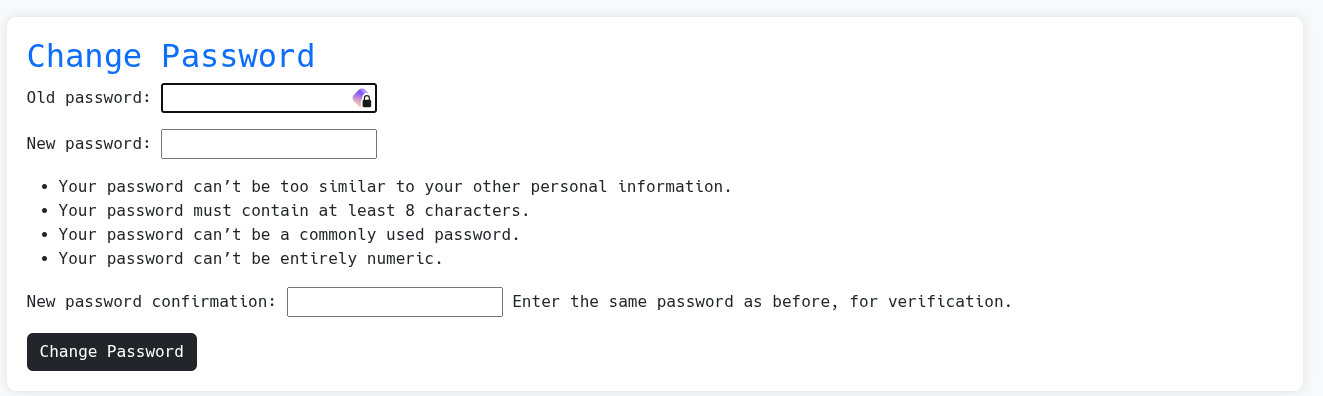 Change Password
Old password:
New password:
• Your password can’t be too similar to your other personal information.
• Your password must contain at least 8 characters.
• Your password can’t be a commonly used password.
• Your password can’t be entirely numeric.
New password confirmation: Enter the same password as before, for verification.
Change Password